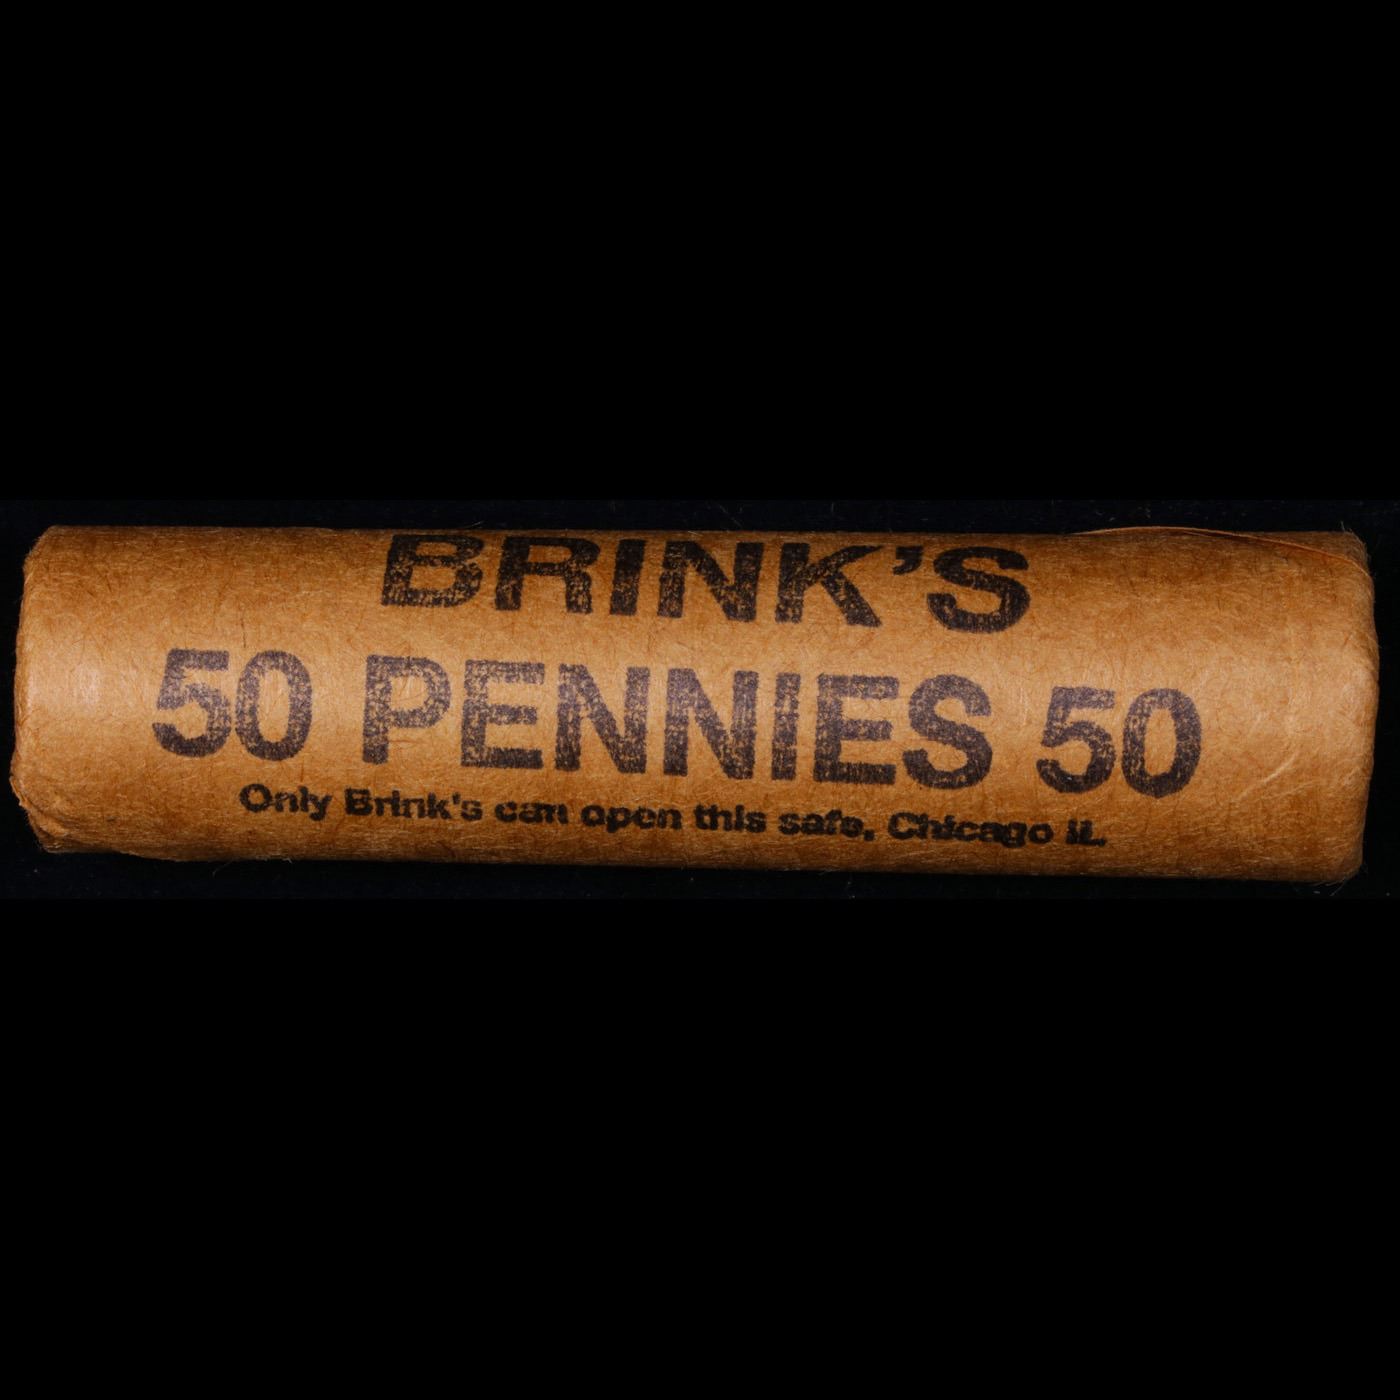 BRINK'S
50 PENNIES 50
Only Brink's can open this safe, Chicago IL.